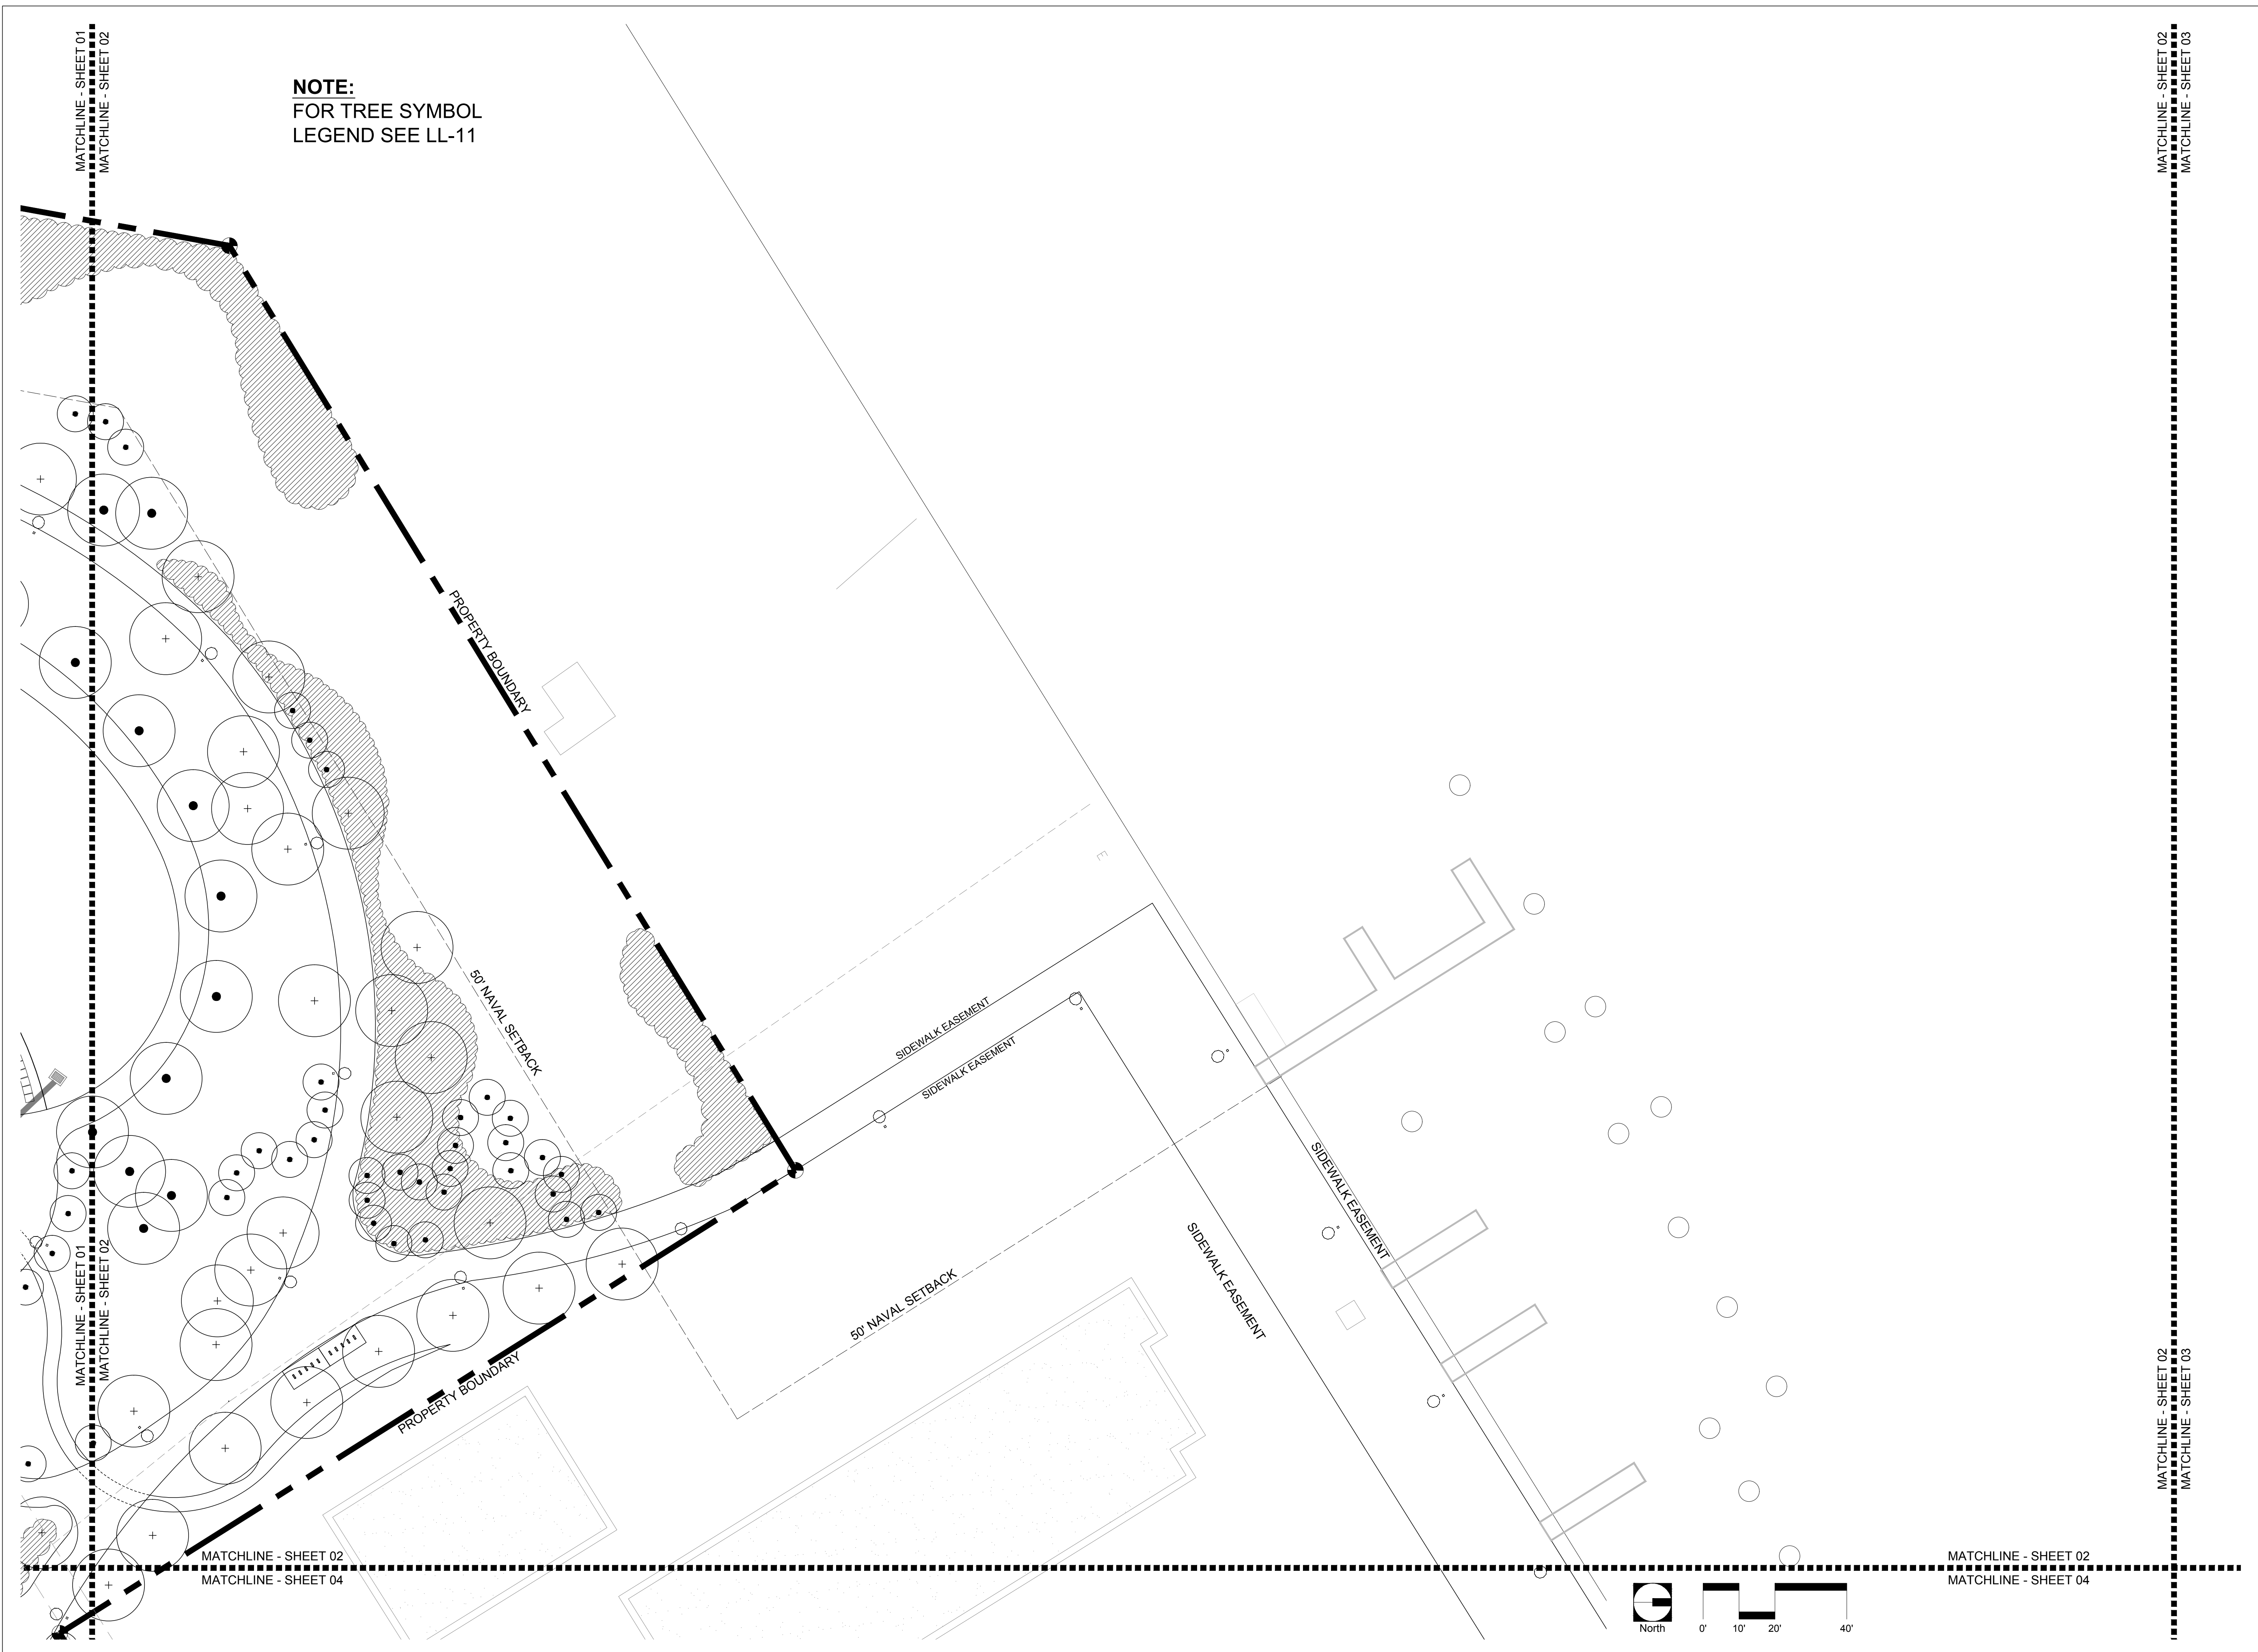 MATCHLINE - SHEET 01
MATCHLINE - SHEET 02
MATCHLINE - SHEET 02
MATCHLINE - SHEET 03
NOTE:
FOR TREE SYMBOL
LEGEND SEE LL-11
PROPERTY BOUNDARY
E
50' NAVAL SETBACK
SIDEWALK EASEMENT
SIDEWALK EASEMENT
SIDEWALK EASEMENT
SIDEWALK EASEMENT
50' NAVAL SETBACK
PROPERTY BOUNDARY
MATCHLINE - SHEET 01
MATCHLINE - SHEET 02
MATCHLINE - SHEET 02
MATCHLINE - SHEET 03
MATCHLINE - SHEET 02
MATCHLINE - SHEET 04
MATCHLINE - SHEET 02
MATCHLINE - SHEET 04
North
0' 10' 20' 40'